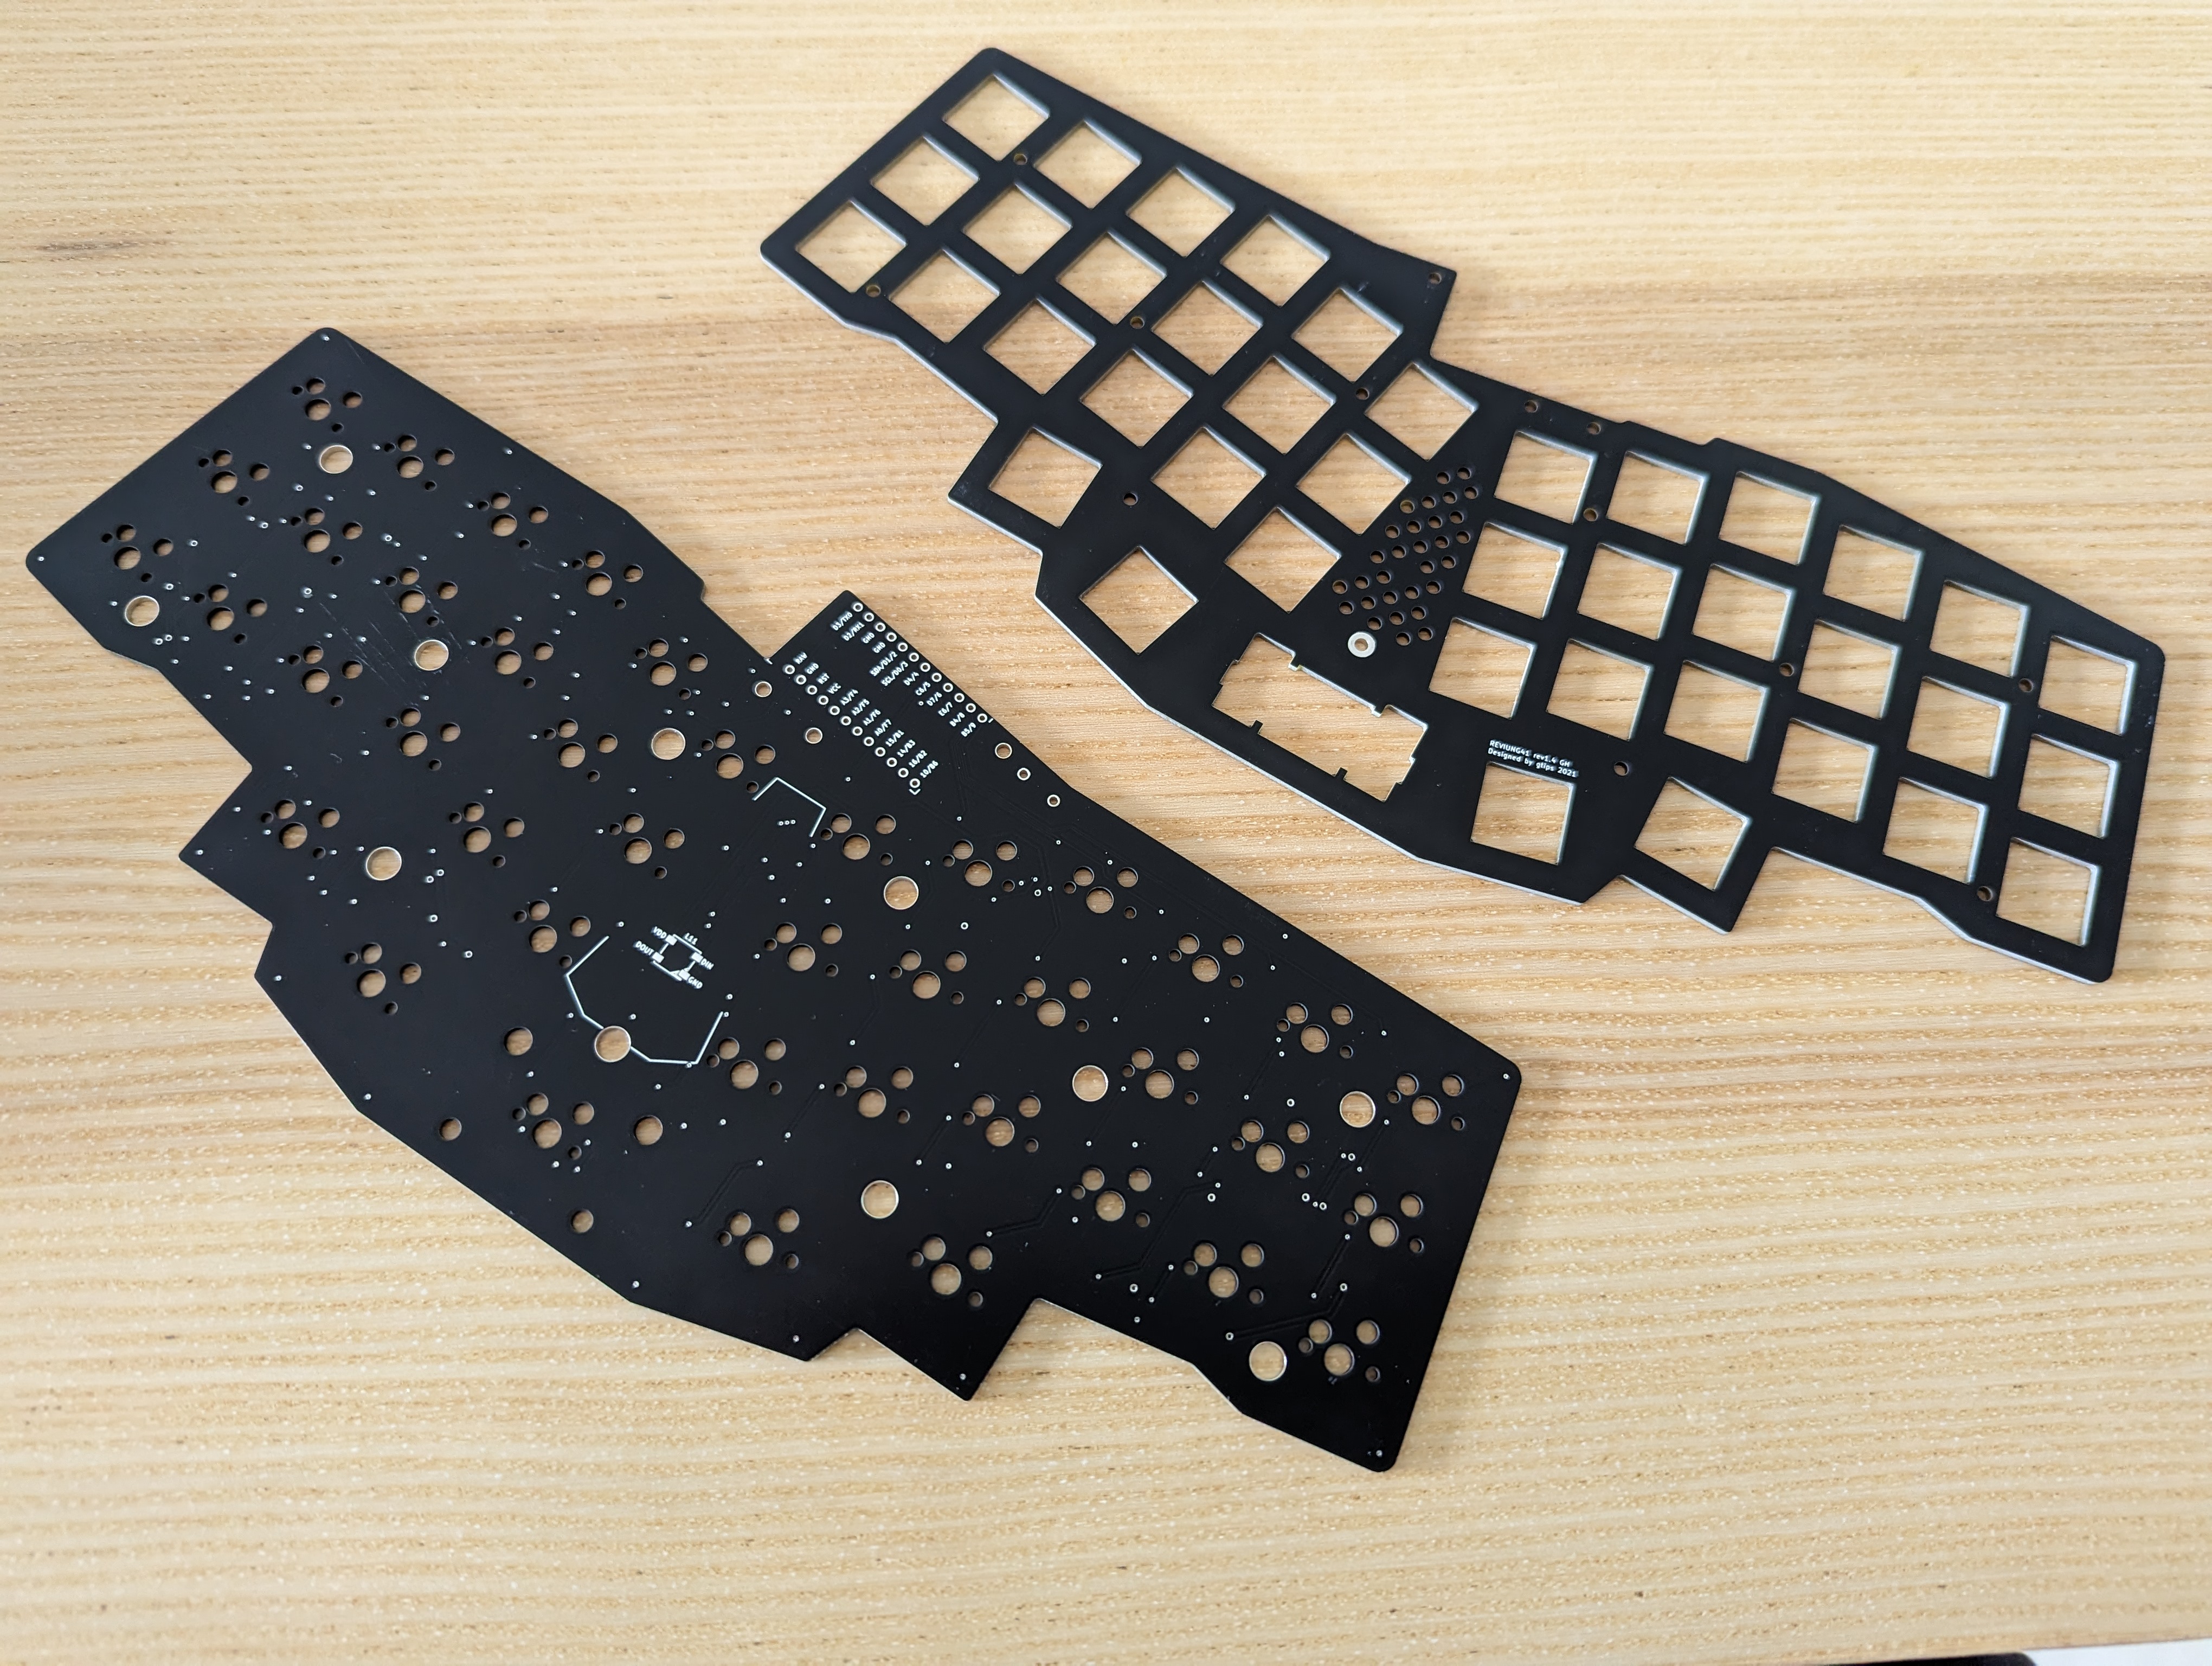 REVIUNG41 rev1.4 GH
Designed by gtips 2021
D3/TX0
D2/RX1
GND
GND
SDA/D1/2
SCL/D0/3
D4/4
C6/5
D7/6
E6/7
B4/8
B5/9
RAW
GND
RST
VCC
A3/F4
A2/F5
A1/F6
A0/F7
15/B1
14/B3
16/B2
10/B6
LE1
VDD
DOUT
DIN
GND